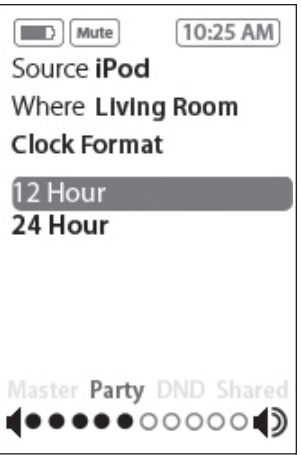 Mute 10:25 AM
Source iPod
Where Living Room
Clock Format
12 Hour
24 Hour
Master Party DND Shared